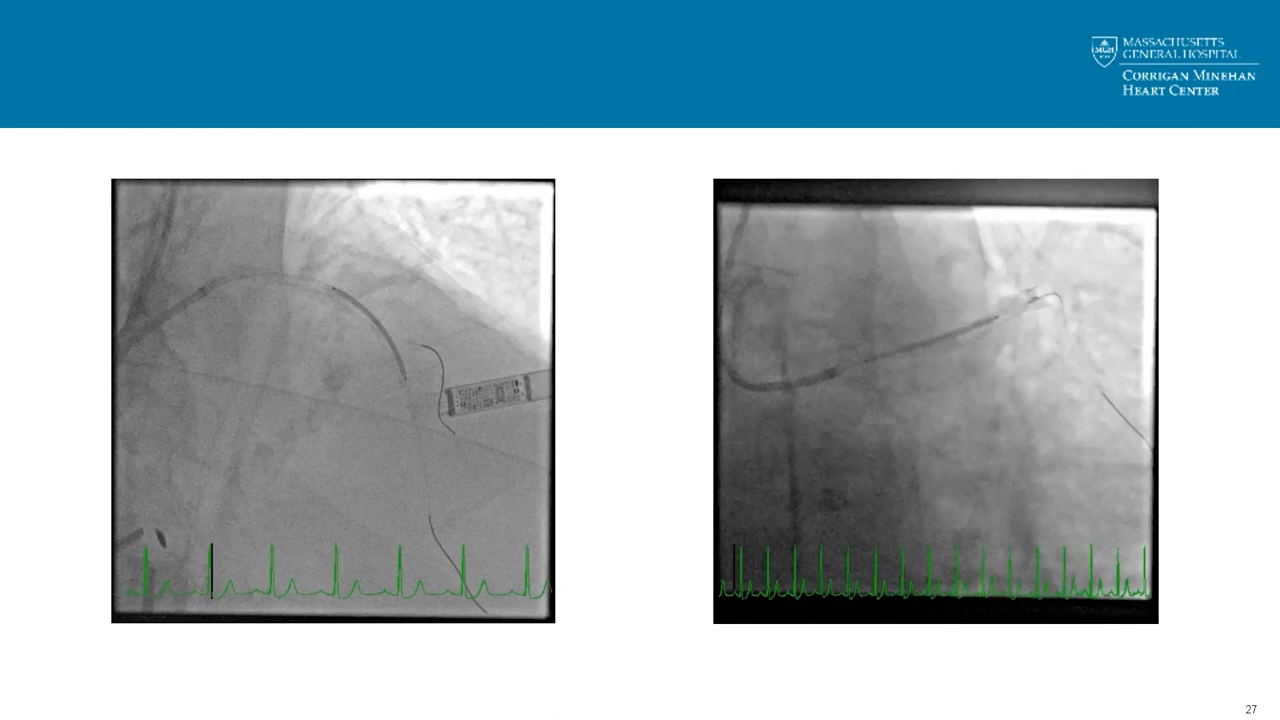 MASSACHUSETTS
GENERAL HOSPITAL
CORRIGAN MINEHAN
HEART CENTER
27